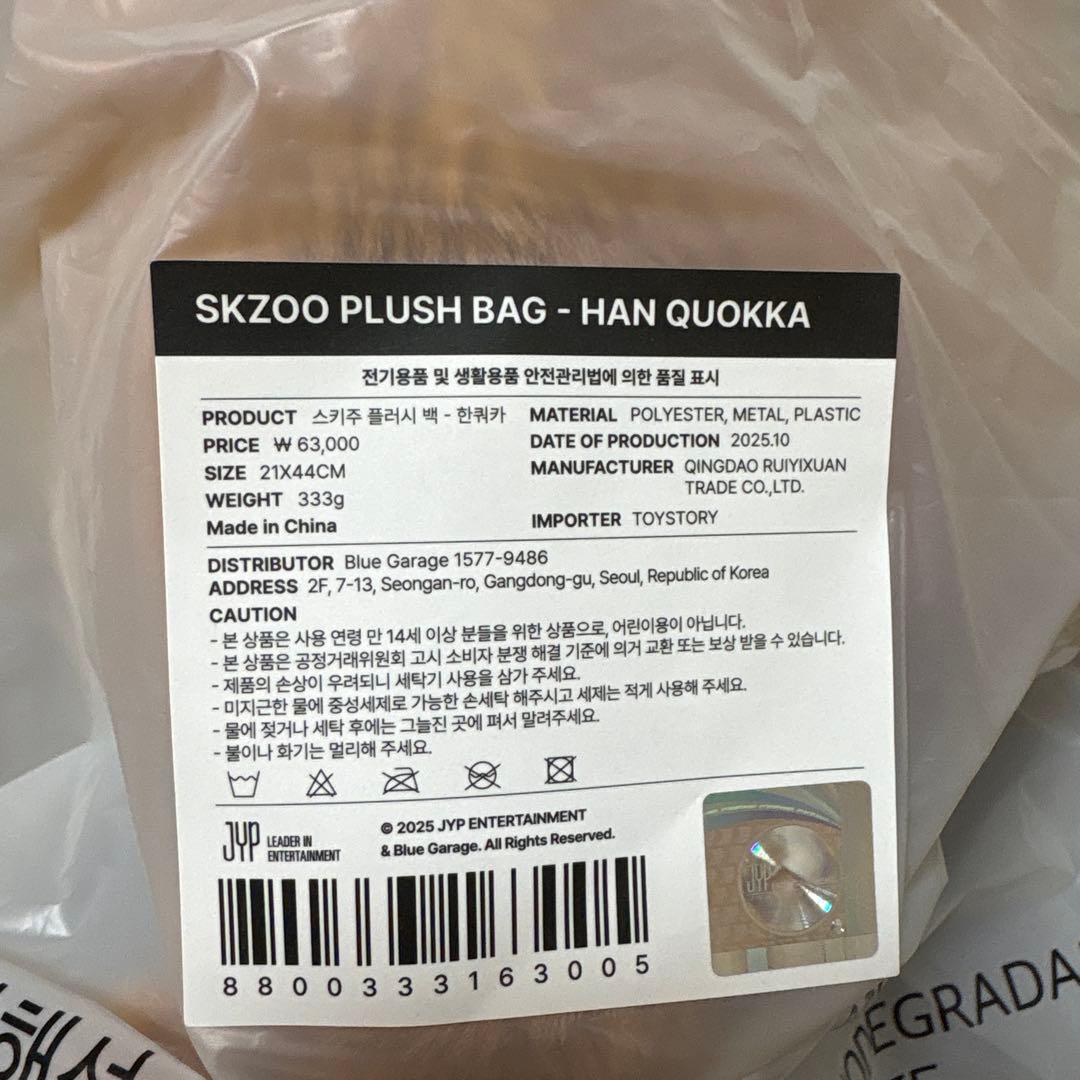 SKZOO PLUSH BAG - HAN QUOKKA
전기용품 및 생활용품 안전관리법에 의한 품질 표시
PRODUCT 스키주 플러시 백 - 한쿼카
PRICE ₩ 63,000
SIZE 21X44CM
WEIGHT 333g
Made in China
MATERIAL POLYESTER, METAL, PLASTIC
DATE OF PRODUCTION 2025.10
MANUFACTURER QINGDAO RUIYIXUAN
TRADE CO.,LTD.
IMPORTER TOYSTORY
DISTRIBUTOR Blue Garage 1577-9486
ADDRESS 2F, 7-13, Seongan-ro, Gangdong-gu, Seoul, Republic of Korea
CAUTION
- 본 상품은 사용 연령 만 14세 이상 분들을 위한 상품으로, 어린이용이 아닙니다.
- 본 상품은 공정거래위원회 고시 소비자 분쟁 해결 기준에 의거 교환 또는 보상 받을 수 있습니다.
- 제품의 손상이 우려되니 세탁기 사용을 삼가 주세요.
- 미지근한 물에 중성세제로 가능한 손세탁 해주시고 세제는 적게 사용해 주세요.
- 물에 젖거나 세탁 후에는 그늘진 곳에 펴서 말려주세요.
- 불이나 화기는 멀리해 주세요.
JYP LEADER IN
ENTERTAINMENT
© 2025 JYP ENTERTAINMENT
& Blue Garage. All Rights Reserved.
JYP
8800333163005